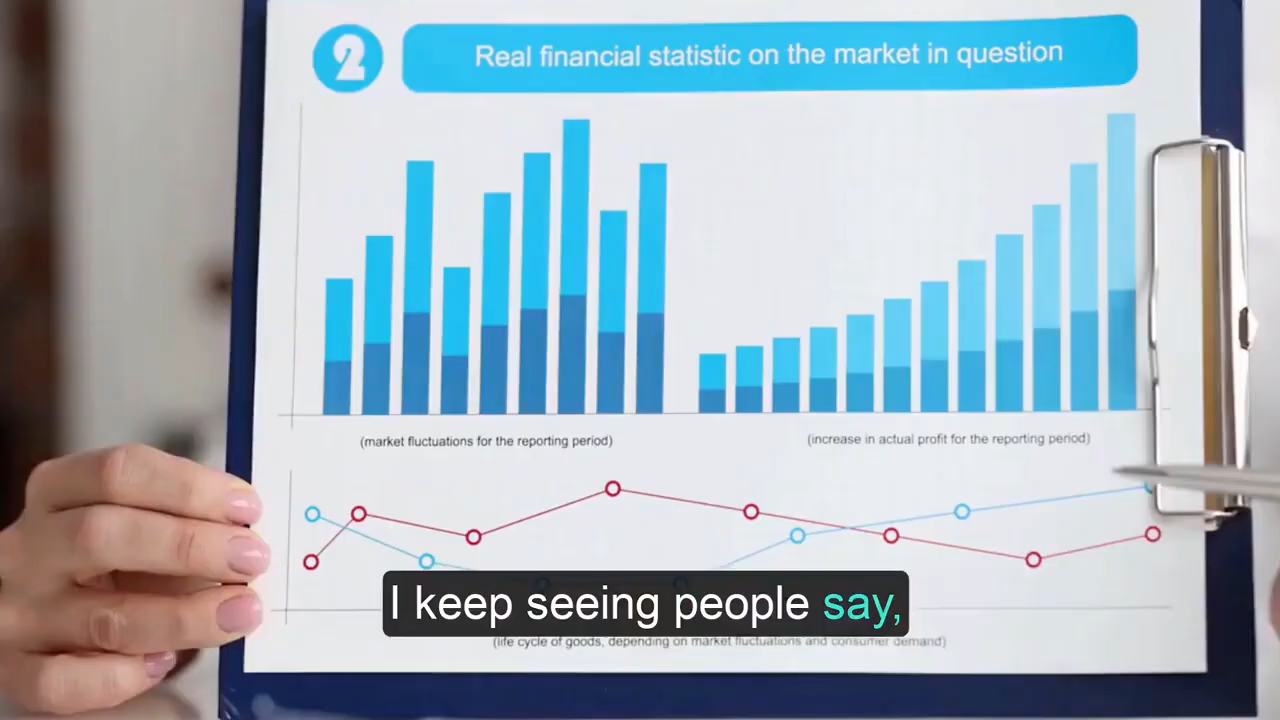 2
Real financial statistic on the market in question
(market fluctuations for the reporting period)
(increase in actual profit for the reporting period)
I keep seeing people say,
(life cycle of goods, depending on market fluctuations and consumer demand)